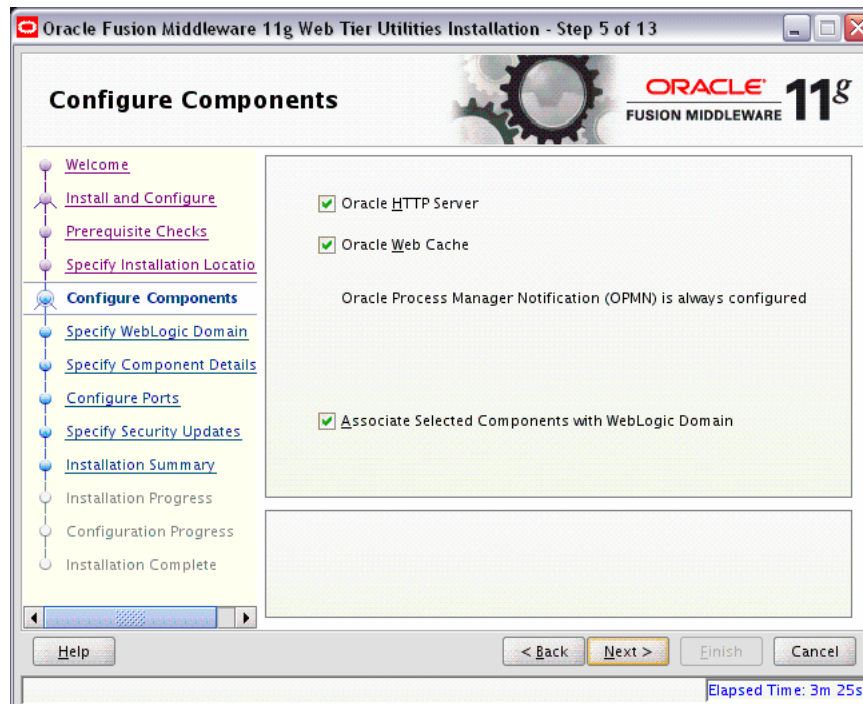 Oracle Fusion Middleware 11g Web Tier Utilities Installation - Step 5 of 13
Configure Components
ORACLE
FUSION MIDDLEWARE
11g
Welcome
Install and Configure
Prerequisite Checks
Specify Installation Locatio
Configure Components
Specify WebLogic Domain
Specify Component Details
Configure Ports
Specify Security Updates
Installation Summary
Installation Progress
Configuration Progress
Installation Complete
Oracle HTTP Server
Oracle Web Cache
Oracle Process Manager Notification (OPMN) is always configured
Associate Selected Components with WebLogic Domain
Help
< Back
Next >
Finish
Cancel
Elapsed Time: 3m 25s